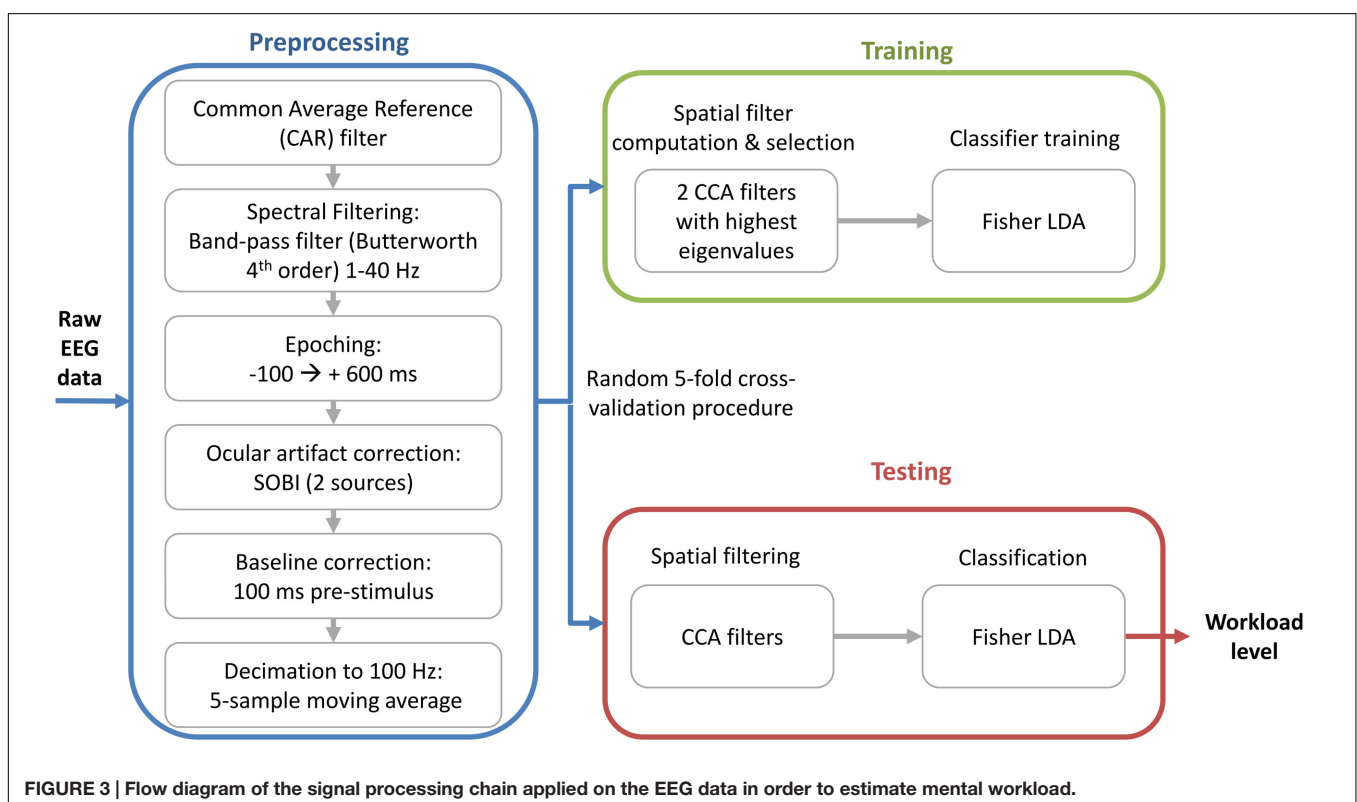 Preprocessing
Common Average Reference
(CAR) filter
Spectral Filtering:
Band-pass filter (Butterworth
4th order) 1-40 Hz
Raw
EEG
data
Epoching:
-100 → + 600 ms
Ocular artifact correction:
SOBI (2 sources)
Baseline correction:
100 ms pre-stimulus
Decimation to 100 Hz:
5-sample moving average
Random 5-fold cross-
validation procedure
Training
Spatial filter
computation & selection
2 CCA filters
with highest
eigenvalues
Classifier training
Fisher LDA
Testing
Spatial filtering
CCA filters
Classification
Fisher LDA
Workload
level
FIGURE 3 | Flow diagram of the signal processing chain applied on the EEG data in order to estimate mental workload.